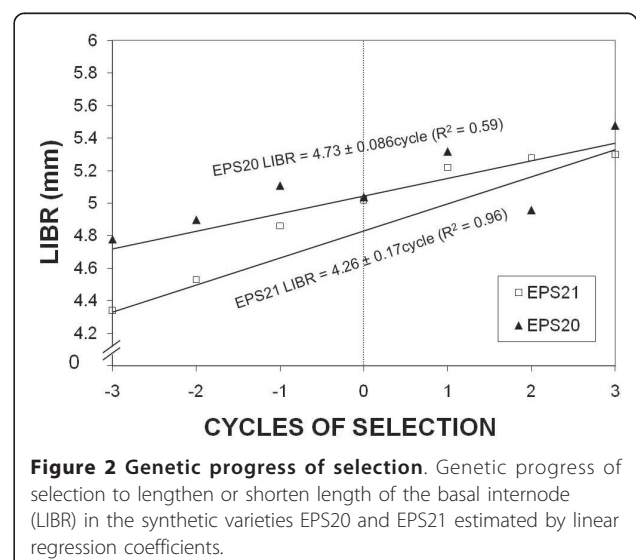 6
5.8
5.6
5.4
5.2
5
4.8
4.6
4.4
4.2
0
LIBR (mm)
EPS20 LIBR = 4.73 ± 0.086cycle (R² = 0.59)
EPS21 LIBR = 4.26 ± 0.17cycle (R² = 0.96)
EPS21
EPS20
-3 -2 -1 0 1 2 3
CYCLES OF SELECTION
Figure 2 Genetic progress of selection. Genetic progress of
selection to lengthen or shorten length of the basal internode
(LIBR) in the synthetic varieties EPS20 and EPS21 estimated by linear
regression coefficients.